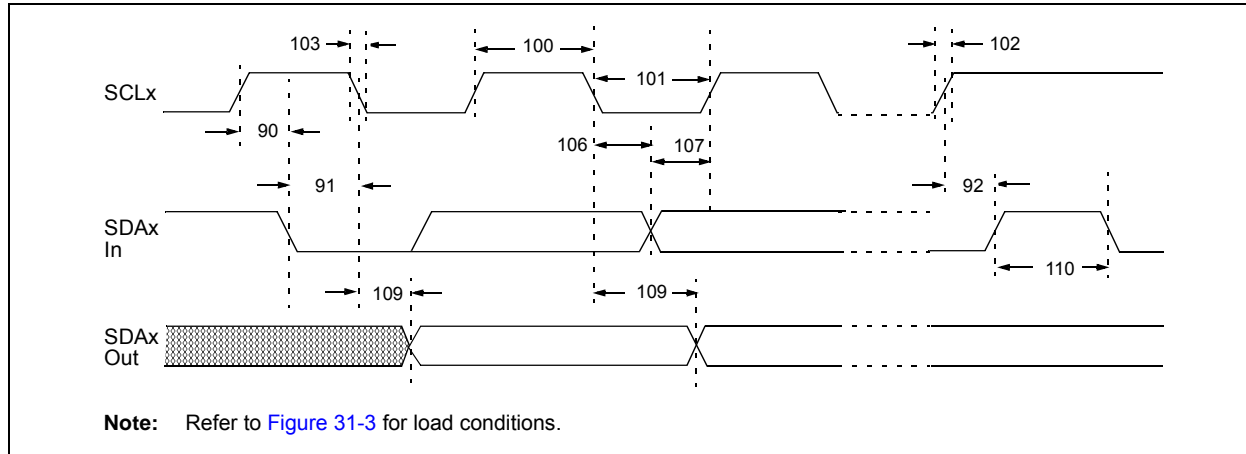 103
100
102
101
SCLx
90
106
107
91
92
SDAx
In
110
109
109
SDAx
Out
Note: Refer to Figure 31-3 for load conditions.